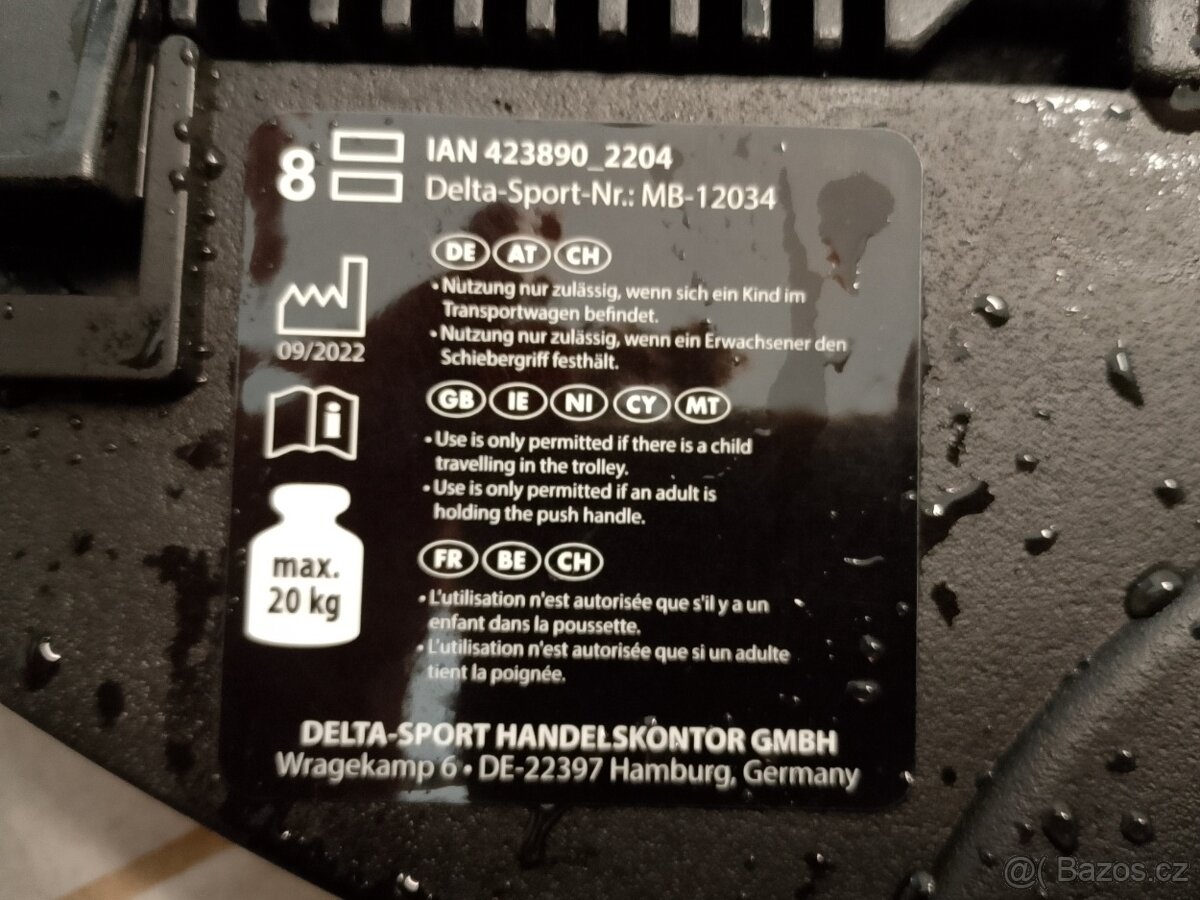 8
IAN 423890_2204
Delta-Sport-Nr.: MB-12034
DE AT CH
• Nutzung nur zulässig, wenn sich ein Kind im
Transportwagen befindet.
• Nutzung nur zulässig, wenn ein Erwachsener den
Schiebergriff festhält.
09/2022
GB IE NI CY MT
• Use is only permitted if there is a child
travelling in the trolley.
• Use is only permitted if an adult is
holding the push handle.
max.
20 kg
FR BE CH
• L'utilisation n'est autorisée que s'il y a un
enfant dans la poussette.
• L'utilisation n'est autorisée que si un adulte
tient la poignée.
DELTA-SPORT HANDELSKONTOR GMBH
Wragekamp 6 • DE-22397 Hamburg, Germany
@( Bazos.cz